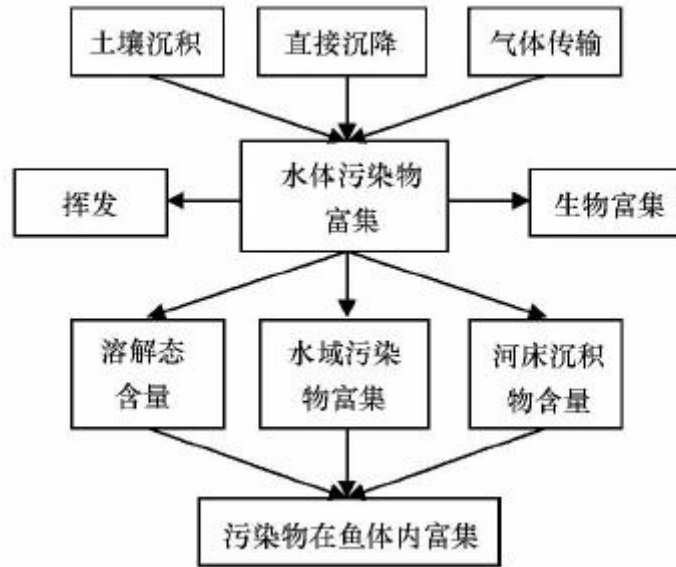 土壤沉积
直接沉降
气体传输
水体污染物
富集
挥发
生物富集
溶解态
含量
水域污染
物富集
河床沉积
物含量
污染物在鱼体内富集